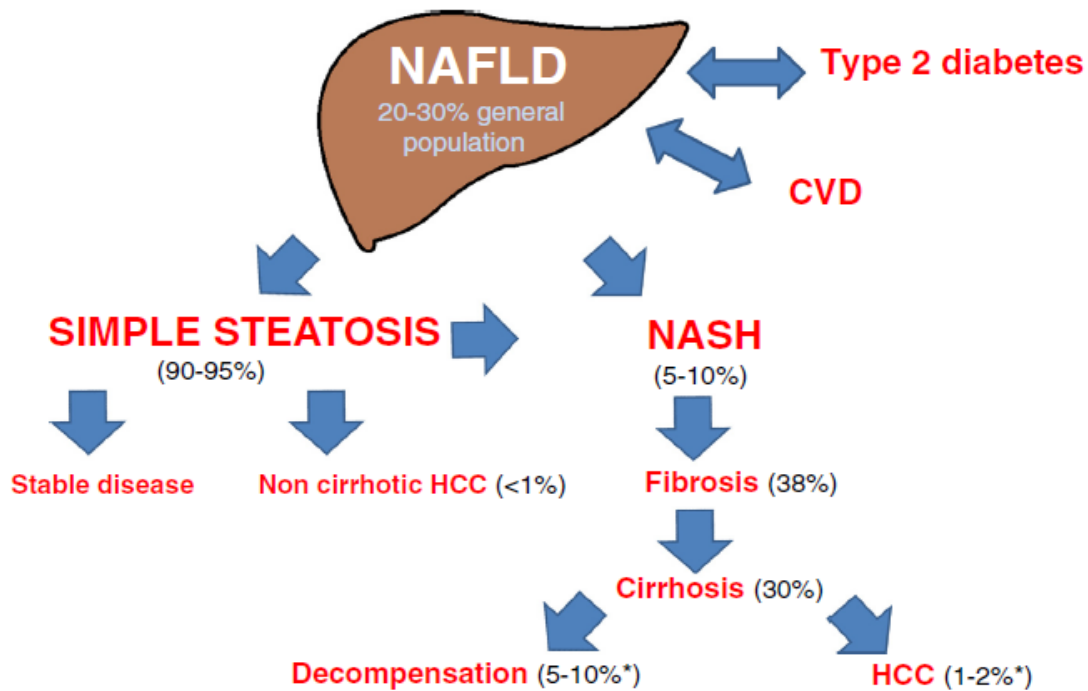 NAFLD
20-30% general
population
Type 2 diabetes
CVD
SIMPLE STEATOSIS
(90-95%)
NASH
(5-10%)
Stable disease
Non cirrhotic HCC (<1%)
Fibrosis (38%)
Cirrhosis (30%)
Decompensation (5-10%*)
HCC (1-2%*)